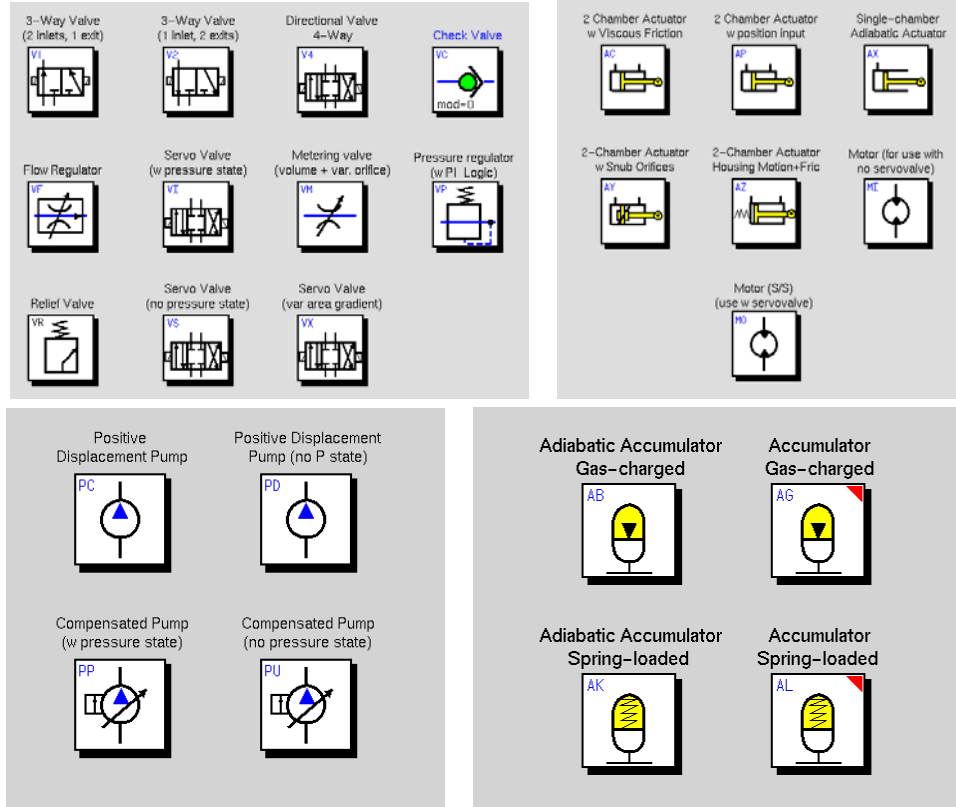 3-Way Valve
(2 inlets, 1 exit)
V1
3-Way Valve
(1 inlet, 2 exits)
V2
Directional Valve
4-Way
V4
Check Valve
VC
mod=0
Flow Regulator
VF
Servo Valve
(w pressure state)
VI
Metering valve
(volume + var. orifice)
VM
Pressure regulator
(w PI Logic)
VP
Relief Valve
VR
Servo Valve
(no pressure state)
VS
Servo Valve
(var area gradient)
VX
2 Chamber Actuator
w Viscous Friction
AC
2 Chamber Actuator
w position input
AP
Single-chamber
Adiabatic Actuator
AX
2-Chamber Actuator
w Snub Orifices
AY
2-Chamber Actuator
Housing Motion+Fric
AZ
Motor (for use with
no servovalve)
MI
Motor (S/S)
(use w servovalve)
MO
Positive
Displacement Pump
PC
Positive Displacement
Pump (no P state)
PD
Compensated Pump
(w pressure state)
PP
Compensated Pump
(no pressure state)
PU
Adiabatic Accumulator
Gas-charged
AB
Accumulator
Gas-charged
AG
Adiabatic Accumulator
Spring-loaded
AK
Accumulator
Spring-loaded
AL